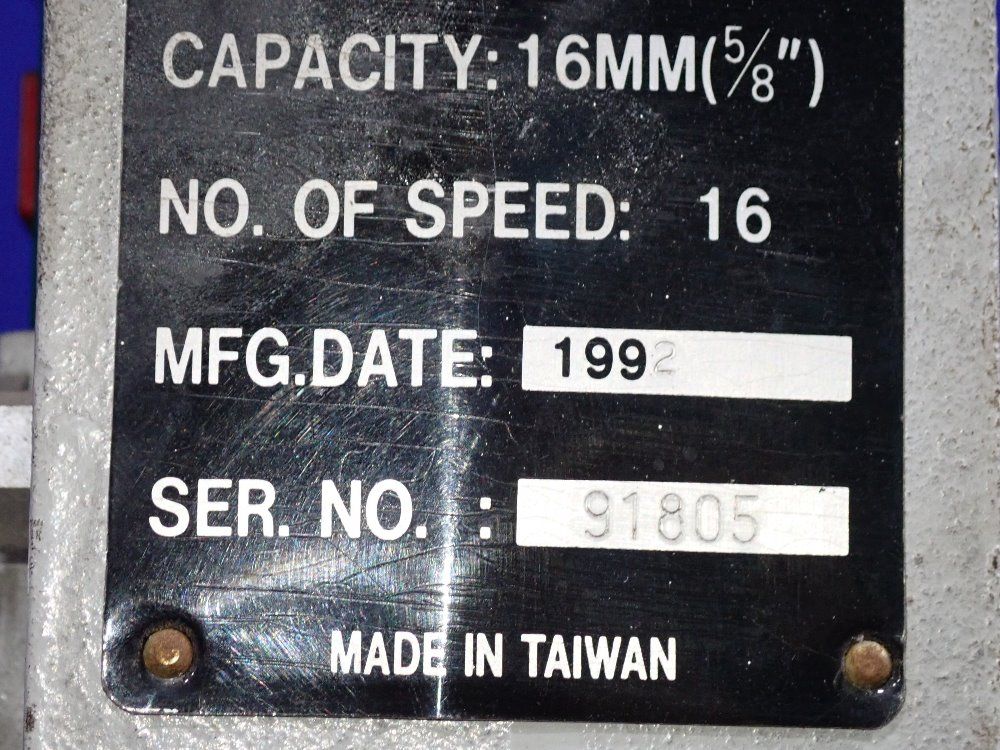 CAPACITY: 16MM(5/8")
NO. OF SPEED: 16
MFG.DATE: 1992
SER. NO. : 91805
MADE IN TAIWAN